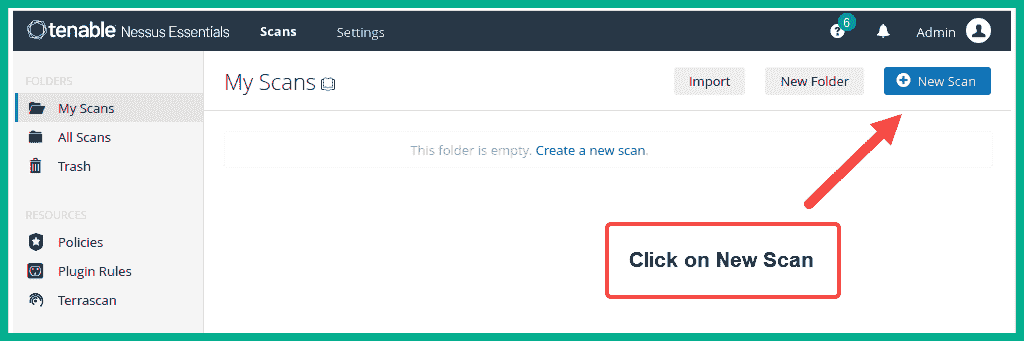 tenable Nessus Essentials Scans Settings 6 Admin
FOLDERS
My Scans
All Scans
Trash
RESOURCES
Policies
Plugin Rules
Terrascan
My Scans Import New Folder New Scan
This folder is empty. Create a new scan.
Click on New Scan